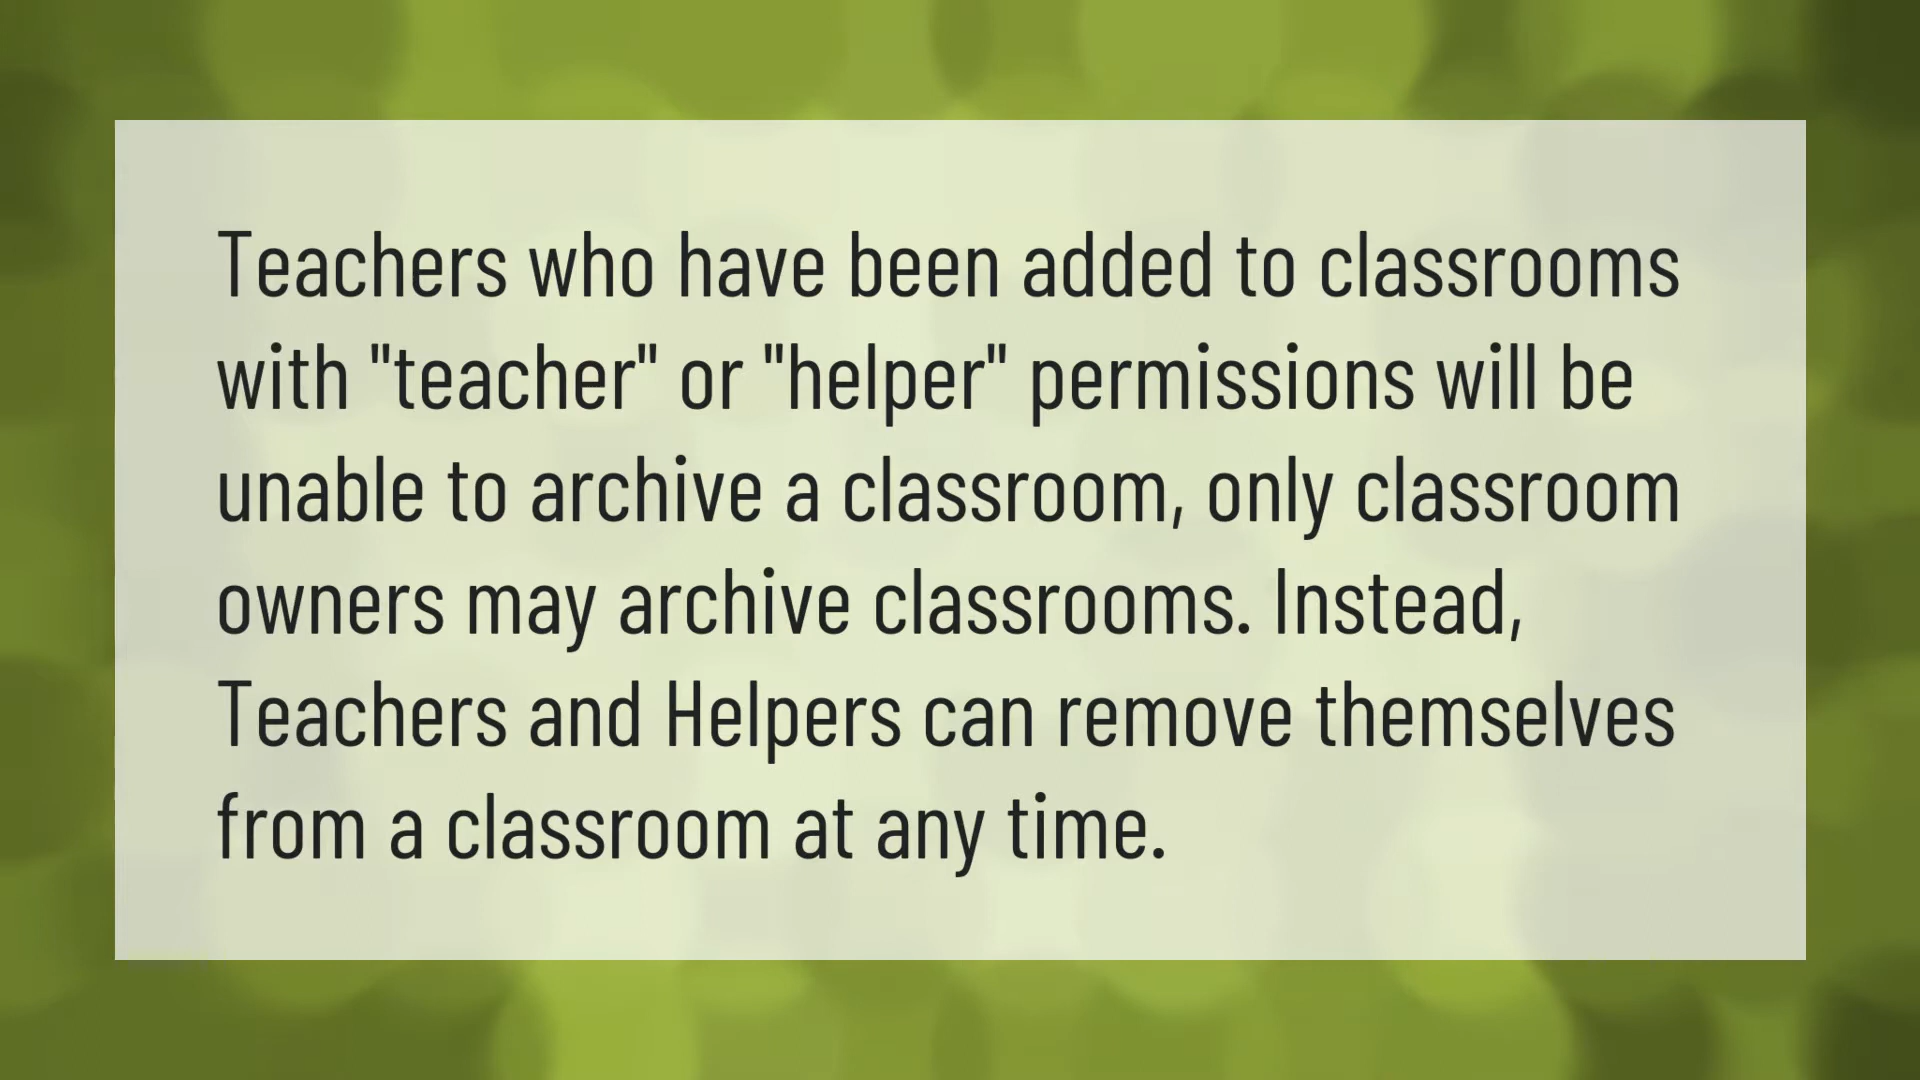 Teachers who have been added to classrooms
with "teacher" or "helper" permissions will be
unable to archive a classroom, only classroom
owners may archive classrooms. Instead,
Teachers and Helpers can remove themselves
from a classroom at any time.